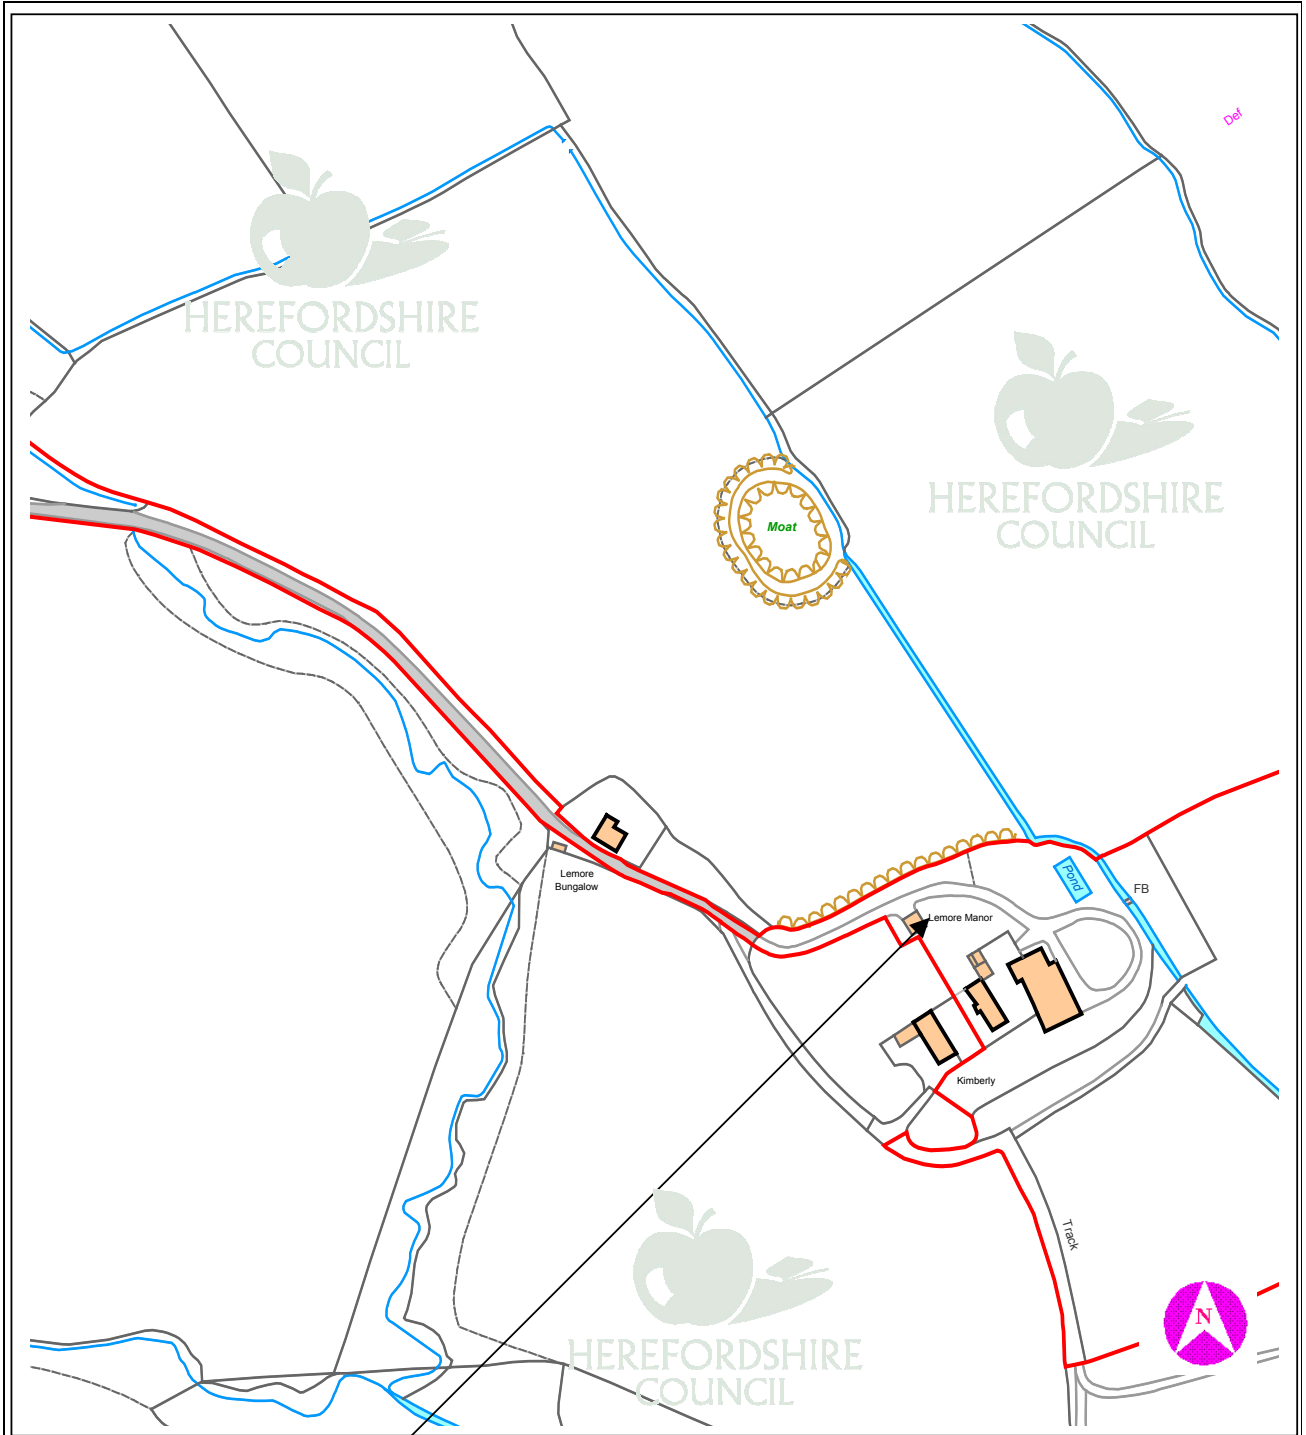 Def
HEREFORDSHIRE
COUNCIL
HEREFORDSHIRE
COUNCIL
Moat
Pond
Lemore
Bungalow
FB
Lemore Manor
Kimberly
Track
N
HEREFORDSHIRE
COUNCIL